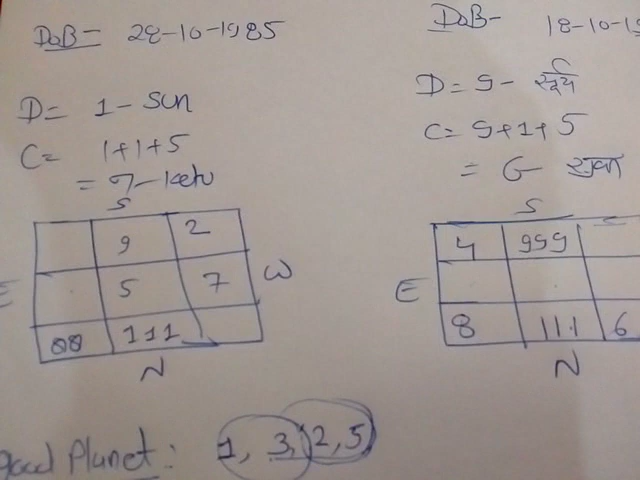 DoB= 28-10-1985
D= 1-Sun
C= 1+1+5
= 7-Ketu
S
9 2
E 5 7 W
88 111
N
DoB- 18-10-19
D= 9- सूर्य
C= 9+1+5
= 6- शुक्र
S
4 999
E
8 111 6
N
good Planet: 1, 3, 2, 5